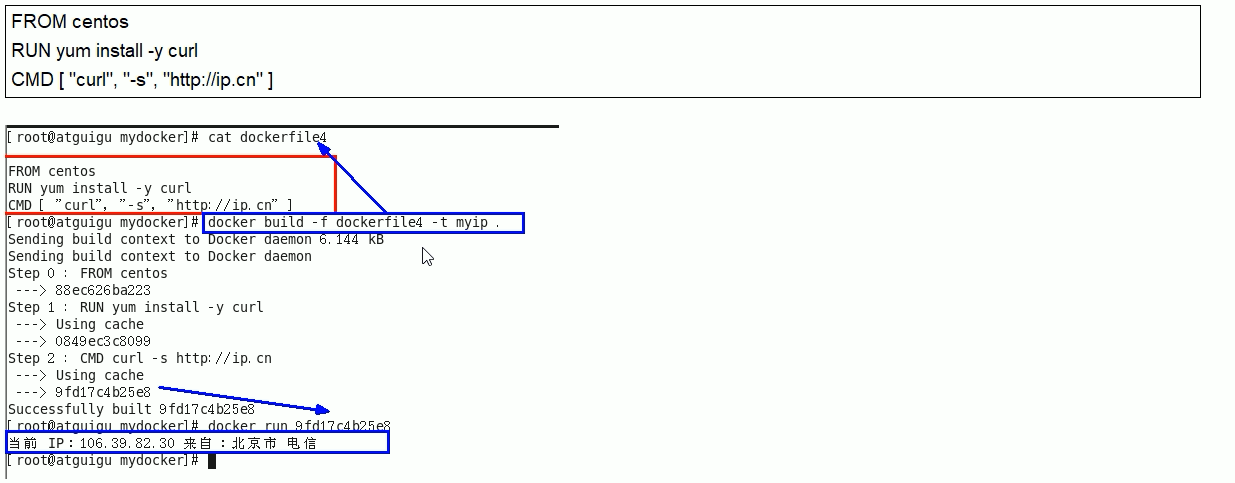 FROM centos
RUN yum install -y curl
CMD [ "curl", "-s", "http://ip.cn" ]
[root@atguigu mydocker]# cat dockerfile4
FROM centos
RUN yum install -y curl
CMD [ "curl", "-s", "http://ip.cn" ]
[root@atguigu mydocker]# docker build -f dockerfile4 -t myip .
Sending build context to Docker daemon 6.144 kB
Sending build context to Docker daemon
Step 0 : FROM centos
---> 88ec626ba223
Step 1 : RUN yum install -y curl
---> Using cache
---> 0849ec3c8099
Step 2 : CMD curl -s http://ip.cn
---> Using cache
---> 9fd17c4b25e8
Successfully built 9fd17c4b25e8
[root@atguigu mydocker]# docker run 9fd17c4b25e8
当前 IP：106.39.82.30 来自：北京市 电信
[root@atguigu mydocker]#